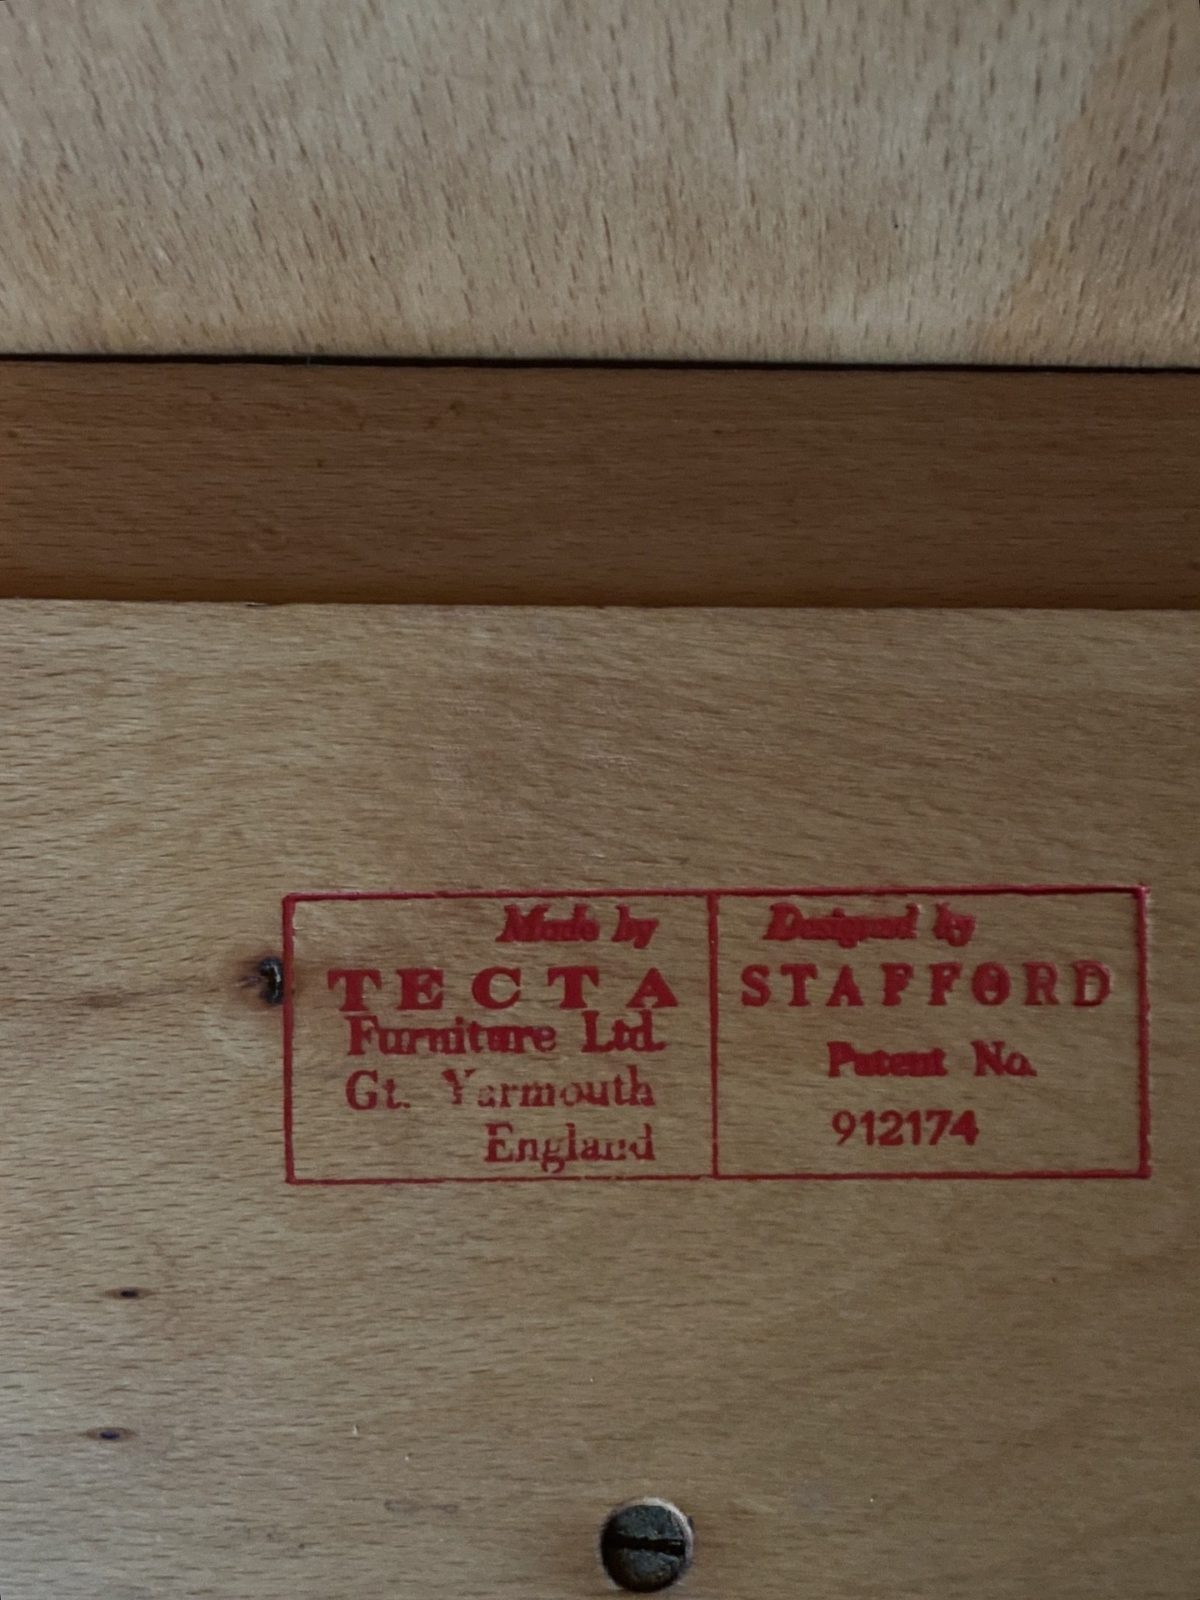 Made by
TECTA
Furniture Ltd.
Gt. Yarmouth
England
Designed by
STAFFORD
Patent No.
912174